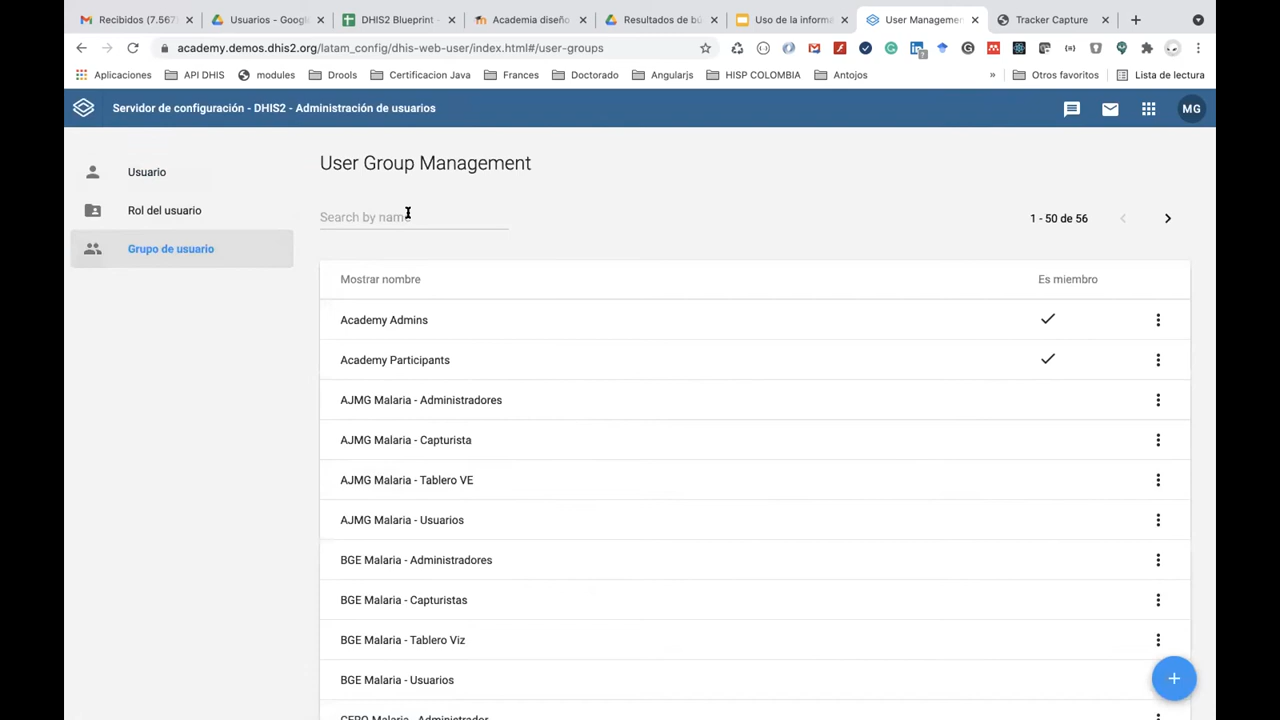 Recibidos (7.567)
Usuarios - Googl
DHIS2 Blueprint -
Academia diseño
Resultados de bú
Uso de la informa
User Managemen
Tracker Capture
academy.demos.dhis2.org/latam_config/dhis-web-user/index.html#/user-groups
Aplicaciones
API DHIS
modules
Drools
Certificacion Java
Frances
Doctorado
Angularjs
HISP COLOMBIA
Antojos
»
Otros favoritos
Lista de lectura
Servidor de configuración - DHIS2 - Administración de usuarios
MG
Usuario
Rol del usuario
Grupo de usuario
User Group Management
Search by name
1 - 50 de 56
Mostrar nombre
Es miembro
Academy Admins
Academy Participants
AJMG Malaria - Administradores
AJMG Malaria - Capturista
AJMG Malaria - Tablero VE
AJMG Malaria - Usuarios
BGE Malaria - Administradores
BGE Malaria - Capturistas
BGE Malaria - Tablero Viz
BGE Malaria - Usuarios
Malaria - Administrador